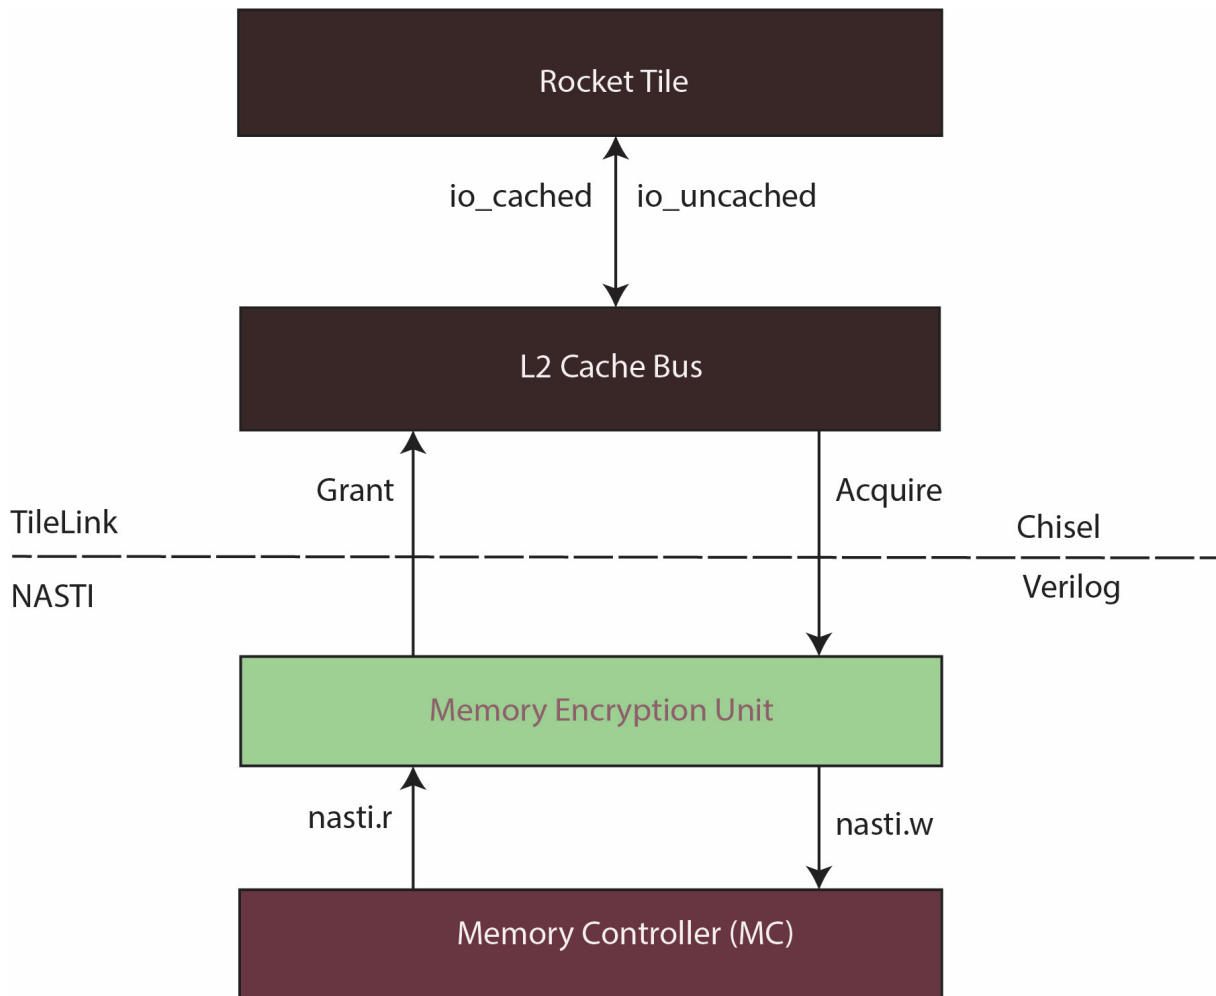 Rocket Tile
io_cached io_uncached
L2 Cache Bus
Grant Acquire
TileLink Chisel
NASTI Verilog
Memory Encryption Unit
nasti.r nasti.w
Memory Controller (MC)